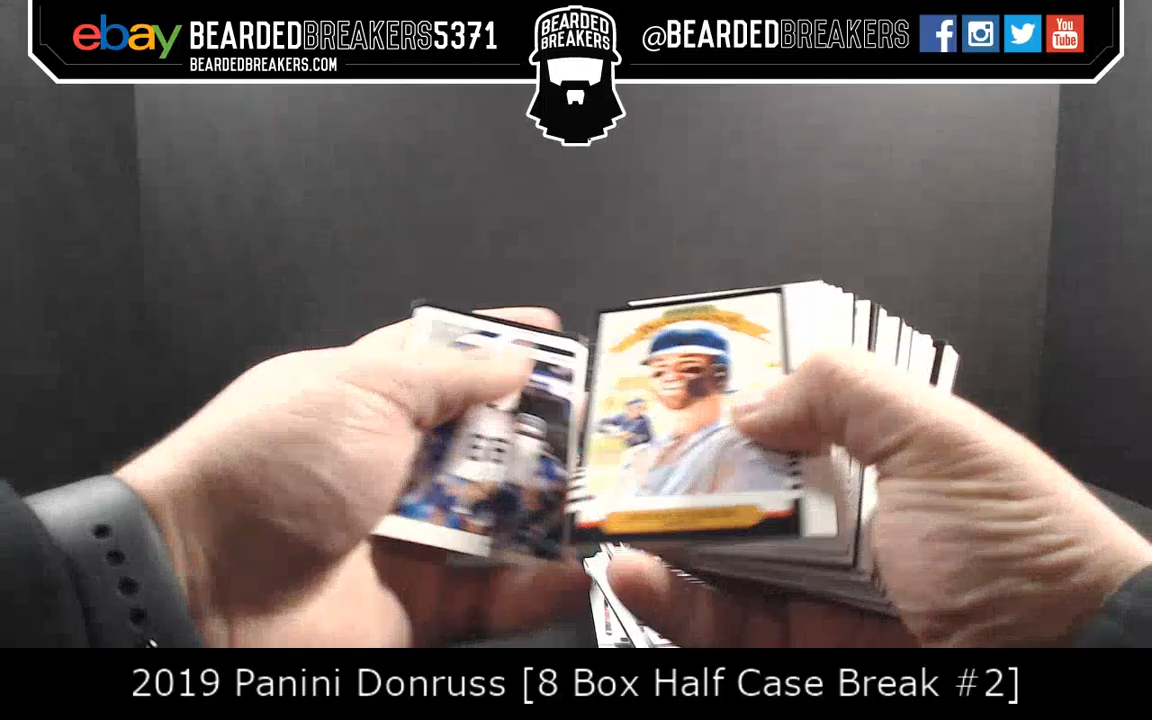 ebay BEARDEDBREAKERS5371
BEARDEDBREAKERS.COM
BEARDED
BREAKERS
@BEARDEDBREAKERS
f
You
Tube
2019 Panini Donruss [8 Box Half Case Break #2]